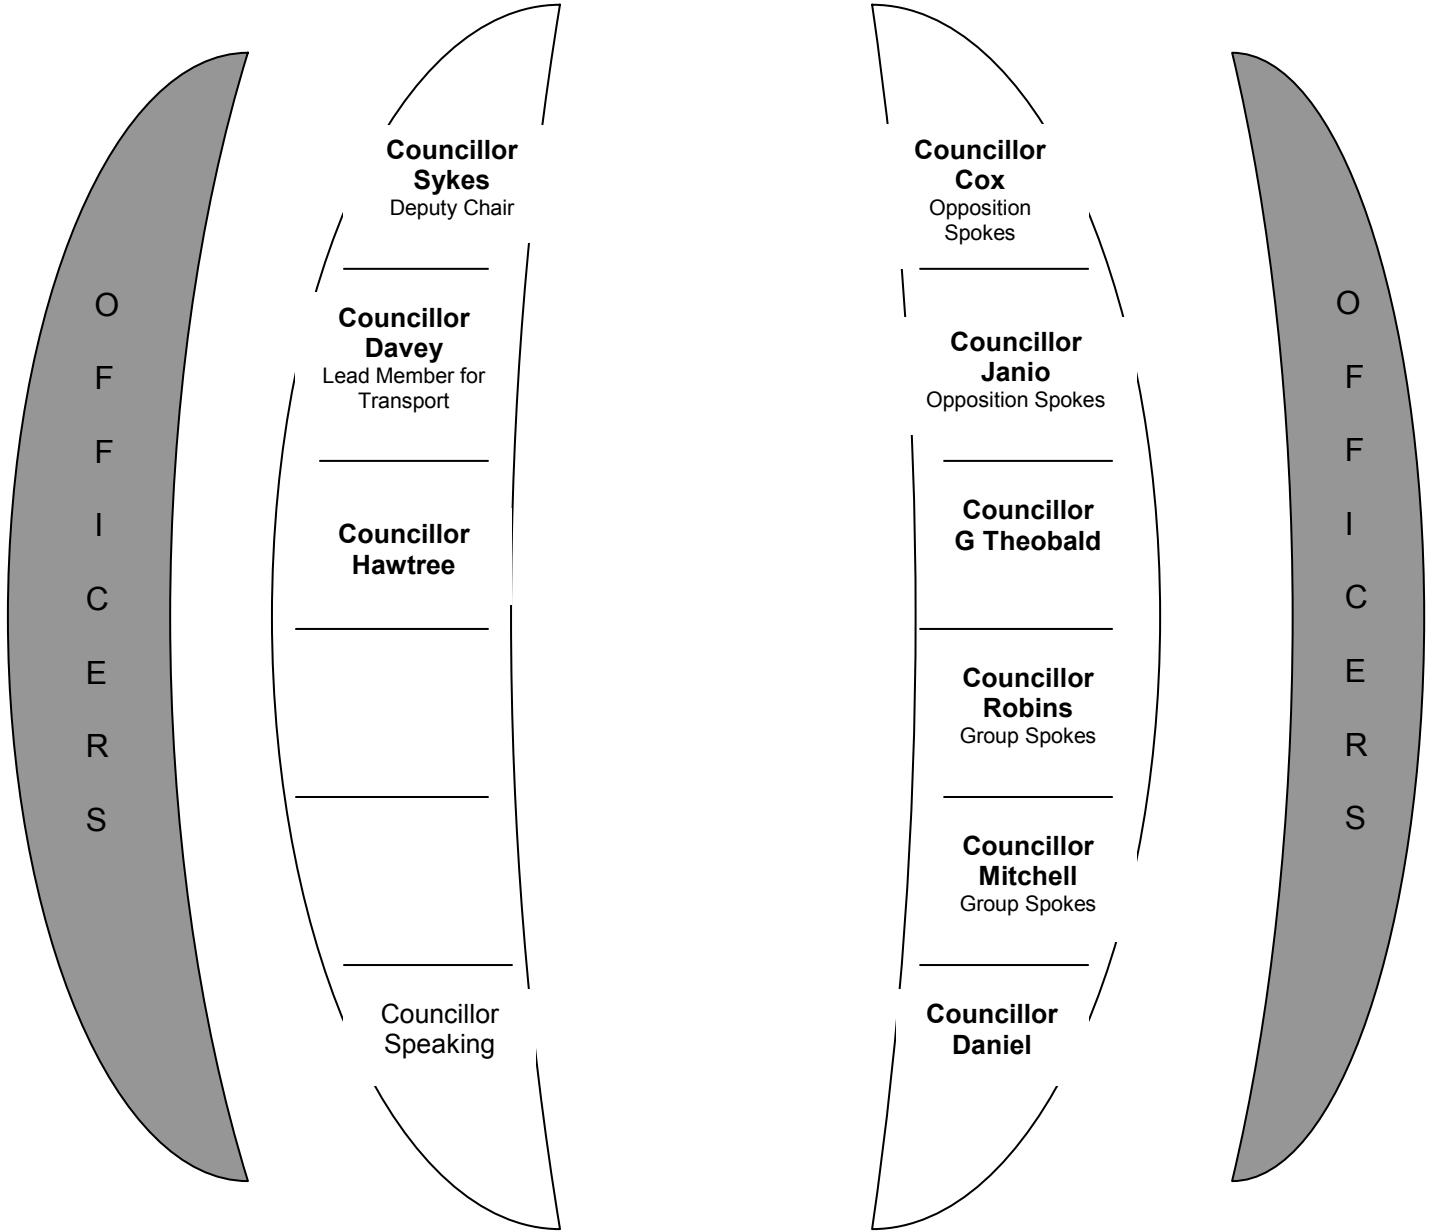 O
F
F
I
C
E
R
S
Councillor
Sykes
Deputy Chair
Councillor
Davey
Lead Member for
Transport
Councillor
Hawtree
Councillor
Speaking
Councillor
Cox
Opposition
Spokes
Councillor
Janio
Opposition Spokes
Councillor
G Theobald
Councillor
Robins
Group Spokes
Councillor
Mitchell
Group Spokes
Councillor
Daniel
O
F
F
I
C
E
R
S